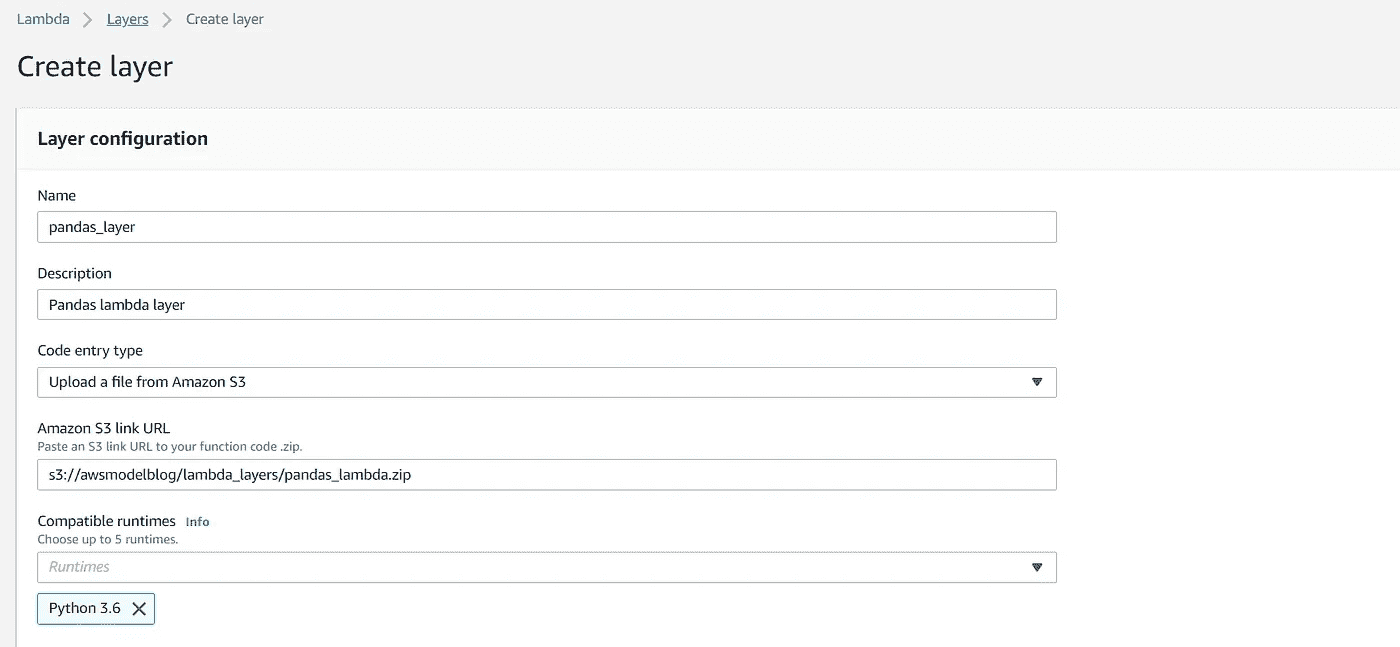 Lambda > Layers > Create layer
Create layer
Layer configuration
Name
pandas_layer
Description
Pandas lambda layer
Code entry type
Upload a file from Amazon S3
Amazon S3 link URL
Paste an S3 link URL to your function code .zip.
s3://awsmodelblog/lambda_layers/pandas_lambda.zip
Compatible runtimes Info
Choose up to 5 runtimes.
Runtimes
Python 3.6